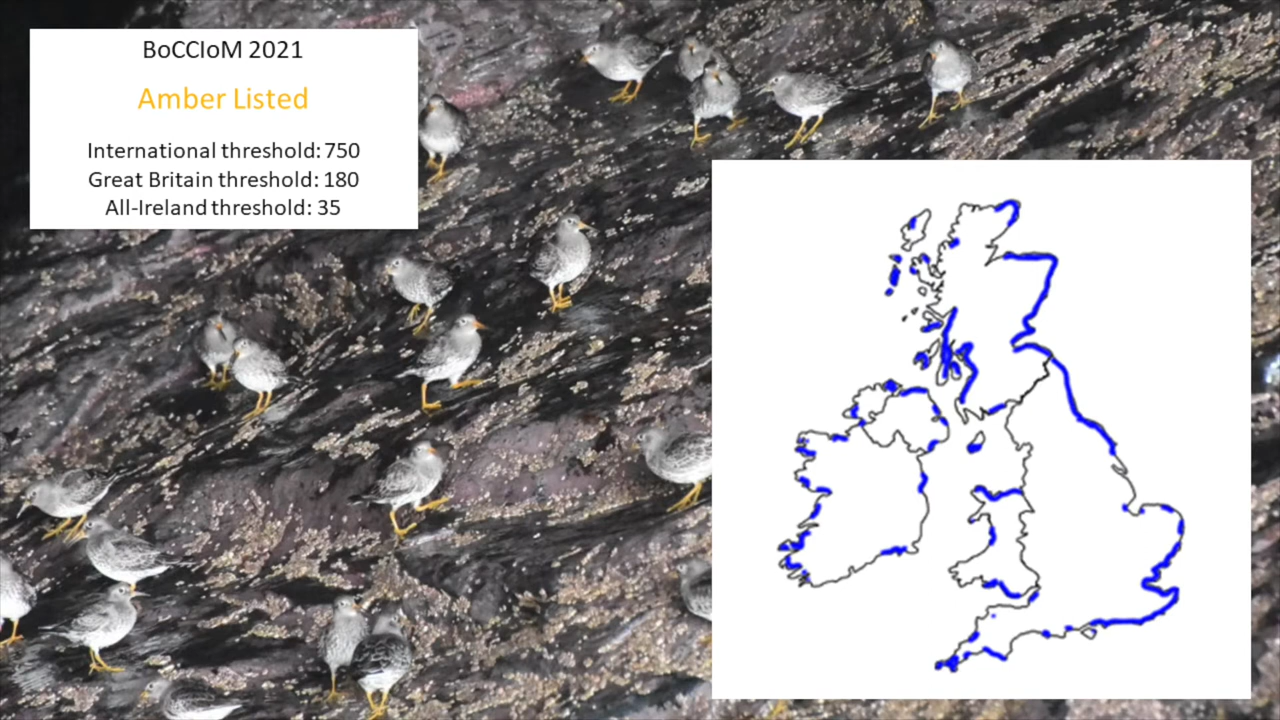 BoCCIoM 2021
Amber Listed
International threshold: 750
Great Britain threshold: 180
All-Ireland threshold: 35